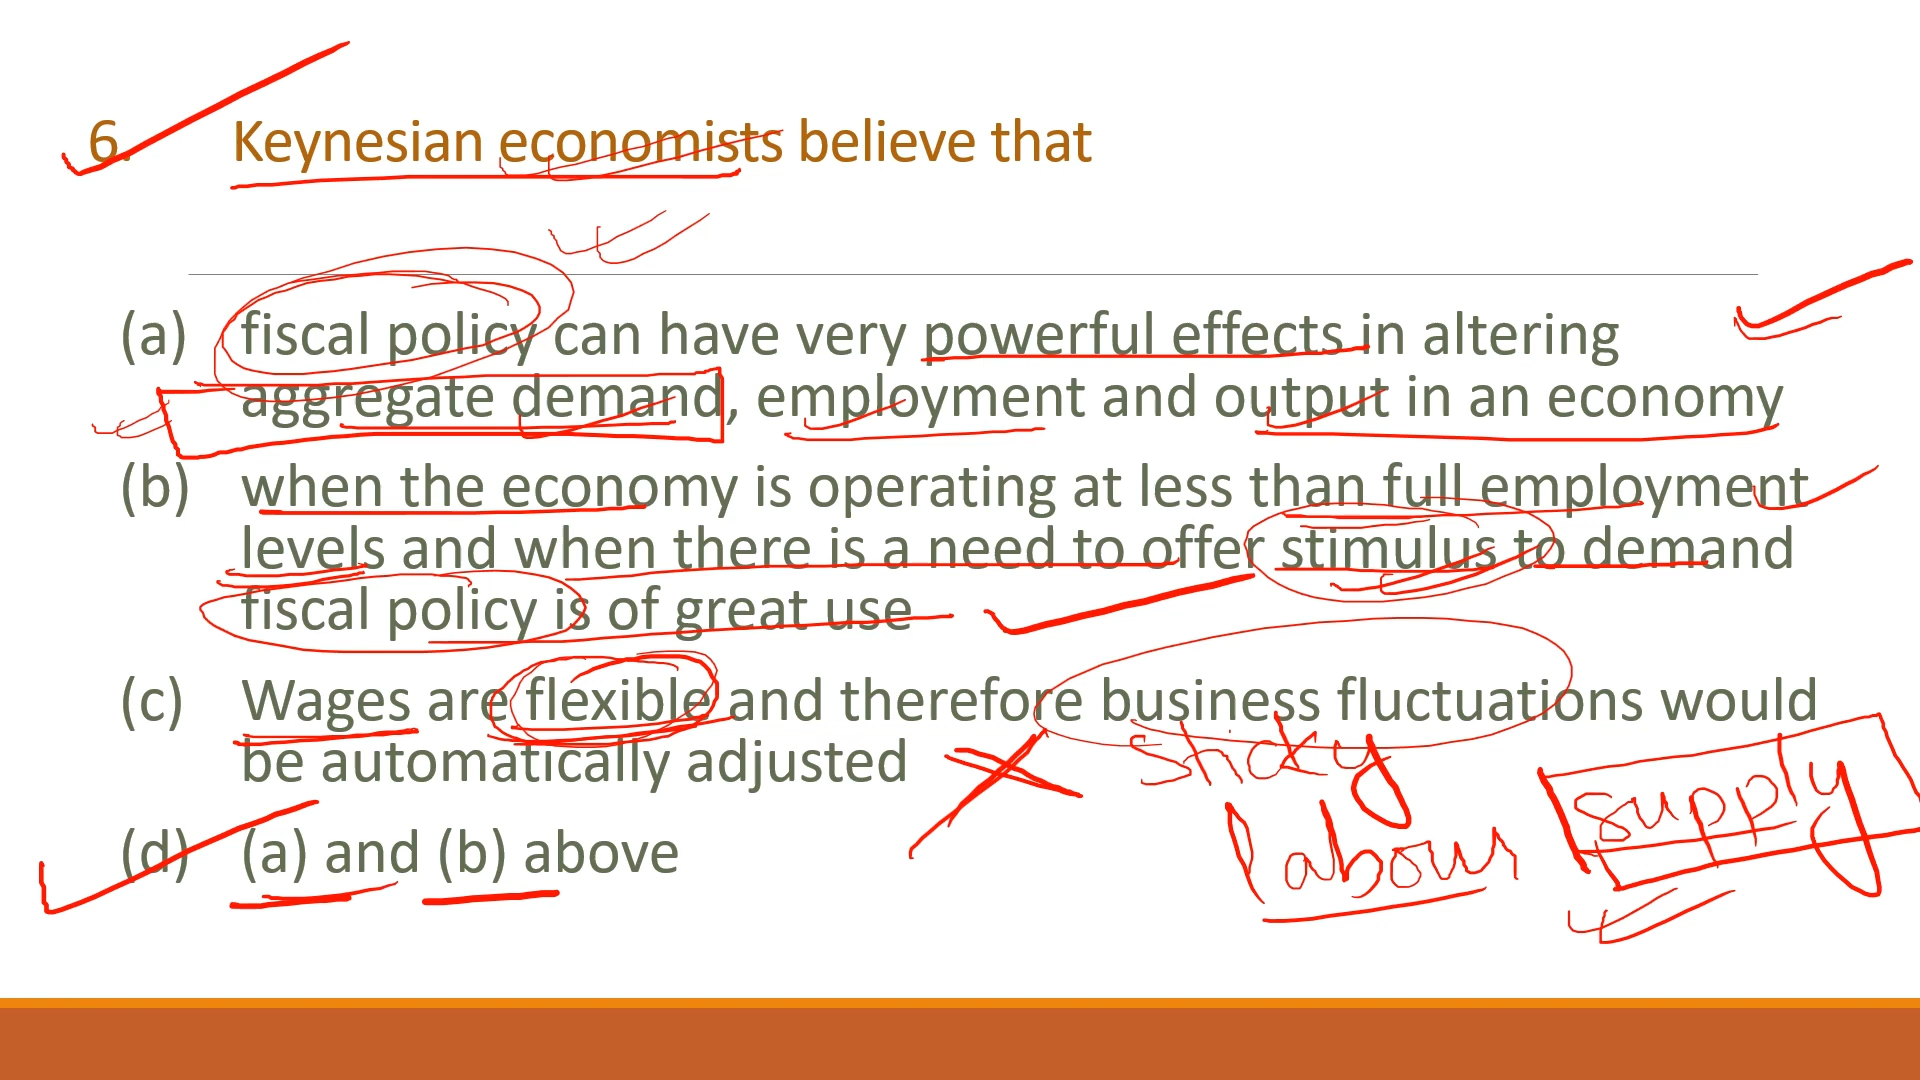 6. Keynesian economists believe that
(a) fiscal policy can have very powerful effects in altering
aggregate demand, employment and output in an economy
(b) when the economy is operating at less than full employment
levels and when there is a need to offer stimulus to demand
fiscal policy is of great use
(c) Wages are flexible and therefore business fluctuations would
be automatically adjusted
sticky
supply
labour
(d) (a) and (b) above